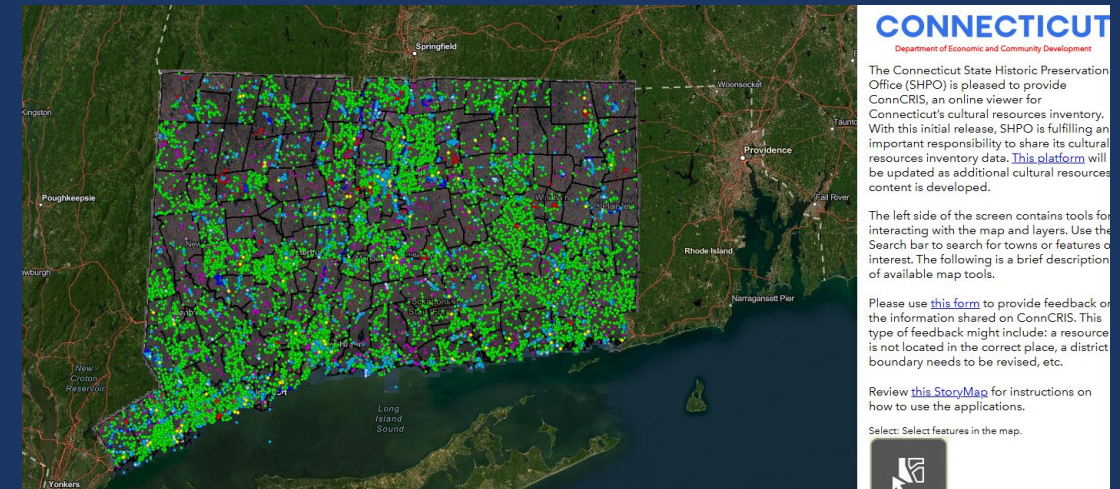 Springfield
Woonsocket
Kingston
Taunto
Providence
Poughkeepsie
Fall River
Windham
Plainfield
New
Rhode Island
ewburgh
Narragansett Pier
New
Croton
Reservoir
Long
Island
Sound
Yonkers
CONNECTICUT
Department of Economic and Community Development
The Connecticut State Historic Preservation
Office (SHPO) is pleased to provide
ConnCRIS, an online viewer for
Connecticut's cultural resources inventory.
With this initial release, SHPO is fulfilling an
important responsibility to share its cultural
resources inventory data. This platform will
be updated as additional cultural resources
content is developed.
The left side of the screen contains tools for
interacting with the map and layers. Use the
Search bar to search for towns or features o
interest. The following is a brief description
of available map tools.
Please use this form to provide feedback on
the information shared on ConnCRIS. This
type of feedback might include: a resource
is not located in the correct place, a district
boundary needs to be revised, etc.
Review this StoryMap for instructions on
how to use the applications.
Select: Select features in the map.